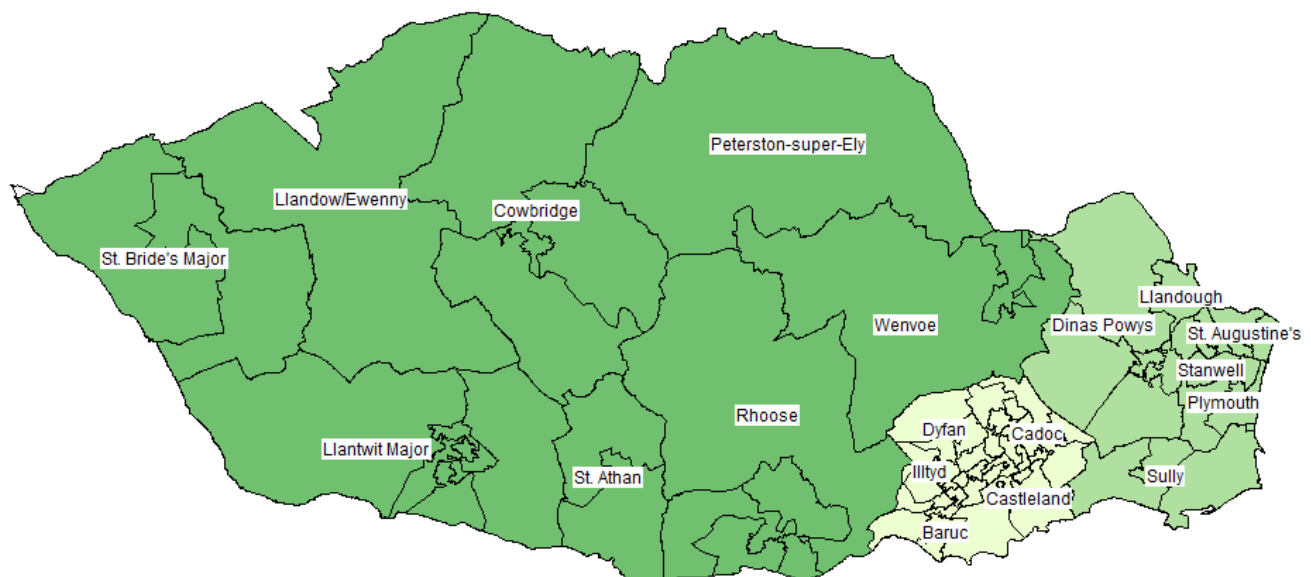 Peterston-super-Ely
Llandow/Ewenny
Cowbridge
St. Bride's Major
Llandough
Wenvoe
Dinas Powys
St. Augustine's
Stanwell
Plymouth
Rhoose
Dyfan
Cadoc
Llantwit Major
Illtyd
St. Athan
Sully
Castleland
Baruc